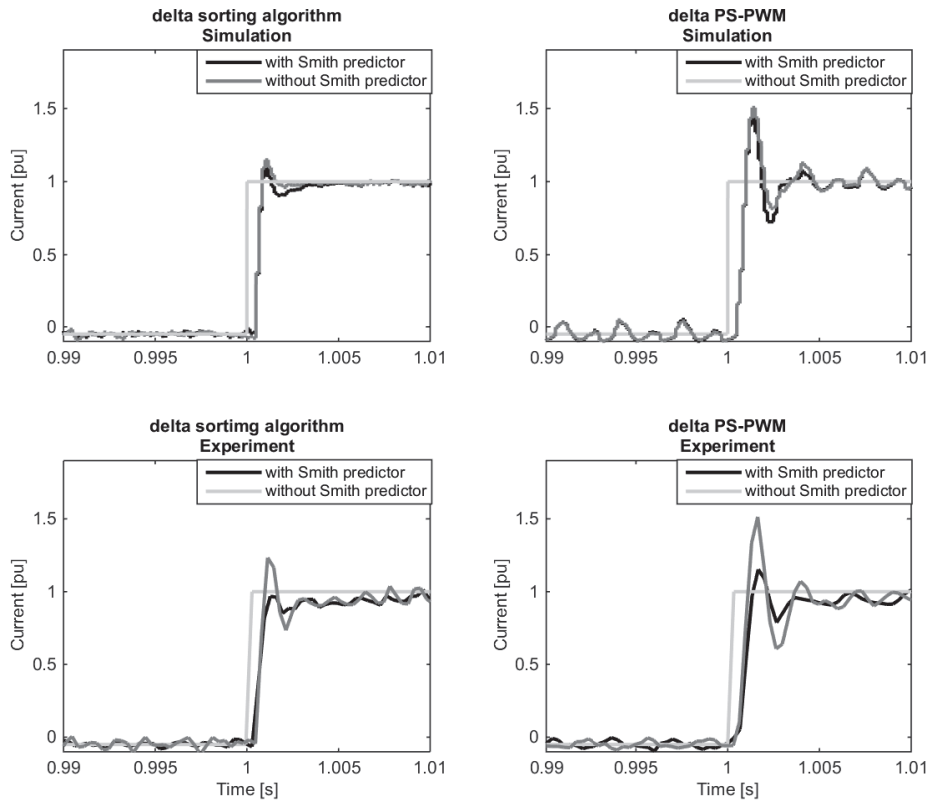 delta sorting algorithm
Simulation
with Smith predictor
without Smith predictor
1.5
1
0.5
0
Current [pu]
0.99
0.995
1
1.005
1.01
delta PS-PWM
Simulation
with Smith predictor
without Smith predictor
1.5
1
0.5
0
Current [pu]
0.99
0.995
1
1.005
1.01
delta sortimg algorithm
Experiment
with Smith predictor
without Smith predictor
1.5
1
0.5
0
Current [pu]
0.99
0.995
1
1.005
1.01
Time [s]
delta PS-PWM
Experiment
with Smith predictor
without Smith predictor
1.5
1
0.5
0
Current [pu]
0.99
0.995
1
1.005
1.01
Time [s]